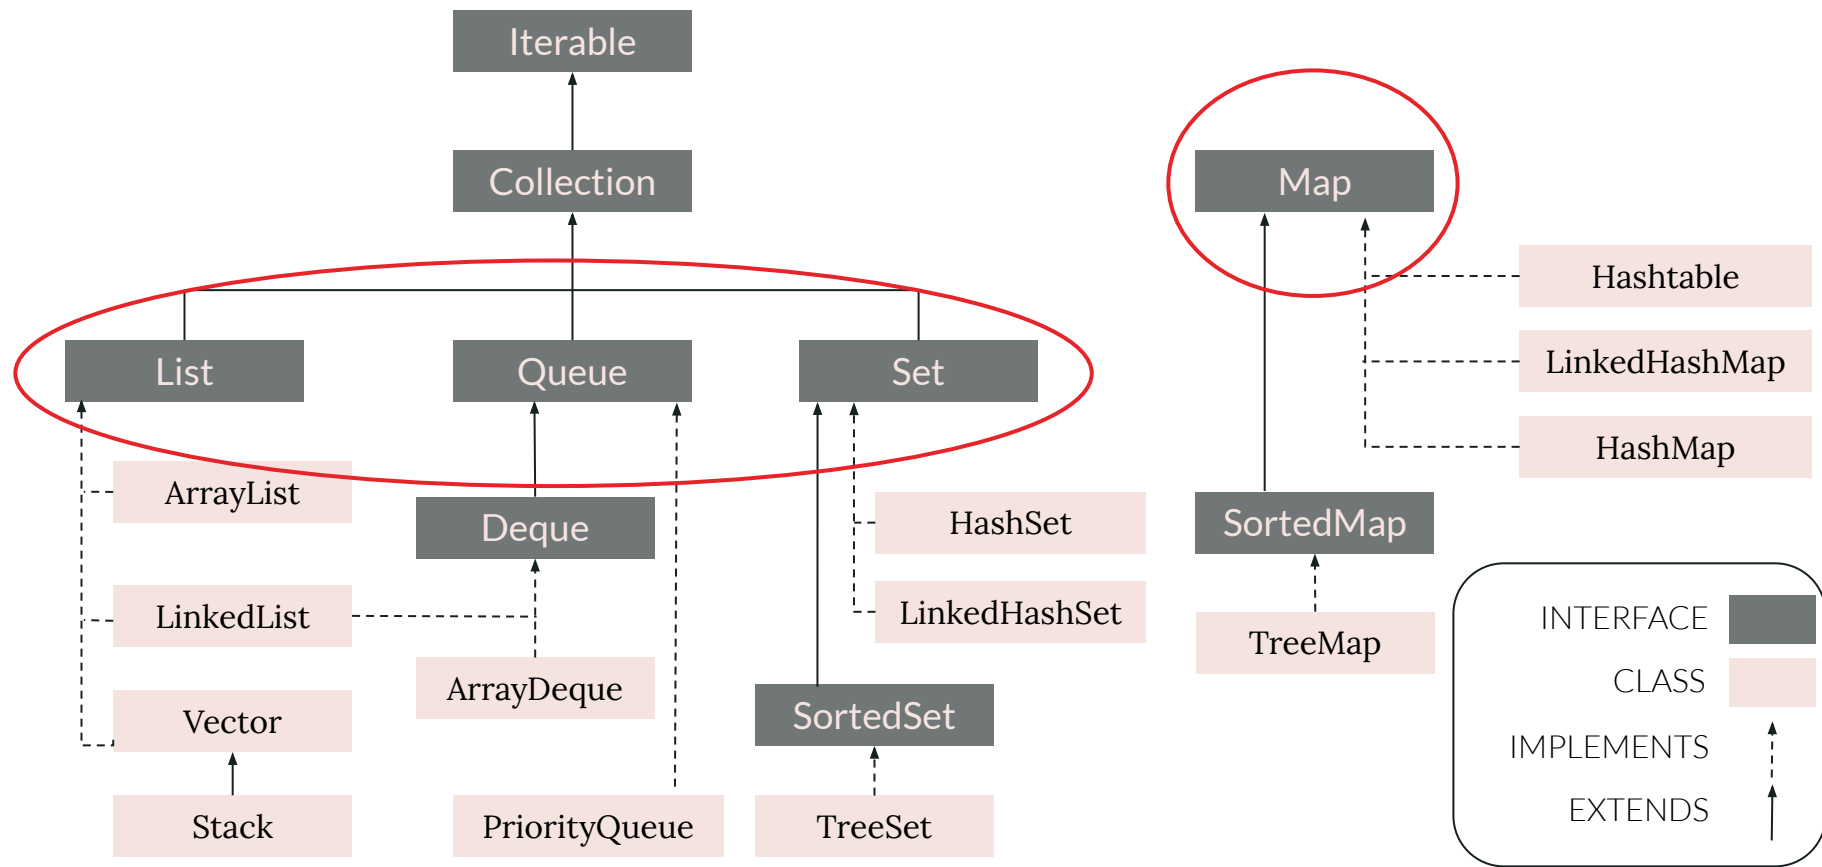 Iterable
Collection
Map
Hashtable
List
Queue
Set
LinkedHashMap
HashMap
ArrayList
Deque
HashSet
SortedMap
LinkedList
LinkedHashSet
TreeMap
ArrayDeque
Vector
SortedSet
Stack
PriorityQueue
TreeSet
INTERFACE
CLASS
IMPLEMENTS
EXTENDS